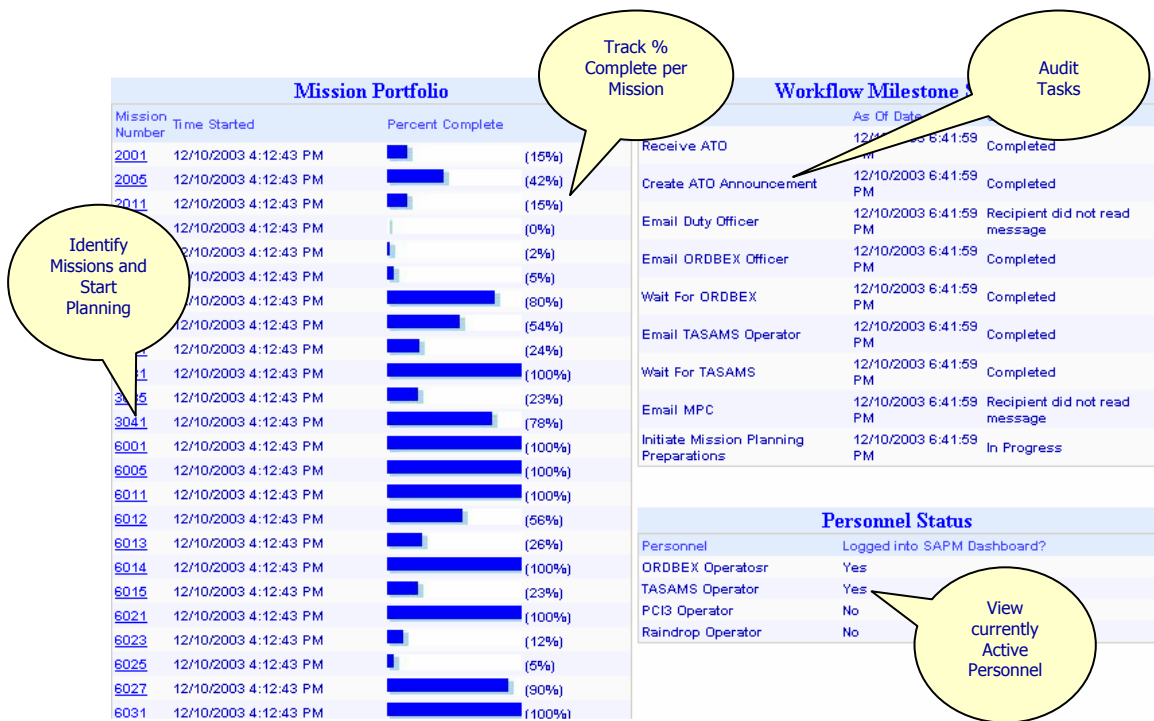 Track %
Complete per
Mission
Audit
Tasks
Identify
Missions and
Start
Planning
View
currently
Active
Personnel
Mission Portfolio
Mission Number Time Started Percent Complete
2001 12/10/2003 4:12:43 PM (15%)
2005 12/10/2003 4:12:43 PM (42%)
2011 12/10/2003 4:12:43 PM (15%)
12/10/2003 4:12:43 PM (0%)
12/10/2003 4:12:43 PM (2%)
12/10/2003 4:12:43 PM (5%)
12/10/2003 4:12:43 PM (80%)
12/10/2003 4:12:43 PM (54%)
12/10/2003 4:12:43 PM (24%)
12/10/2003 4:12:43 PM (100%)
12/10/2003 4:12:43 PM (23%)
3041 12/10/2003 4:12:43 PM (78%)
6001 12/10/2003 4:12:43 PM (100%)
6005 12/10/2003 4:12:43 PM (100%)
6011 12/10/2003 4:12:43 PM (100%)
6012 12/10/2003 4:12:43 PM (56%)
6013 12/10/2003 4:12:43 PM (26%)
6014 12/10/2003 4:12:43 PM (100%)
6015 12/10/2003 4:12:43 PM (23%)
6021 12/10/2003 4:12:43 PM (100%)
6023 12/10/2003 4:12:43 PM (12%)
6025 12/10/2003 4:12:43 PM (5%)
6027 12/10/2003 4:12:43 PM (90%)
6031 12/10/2003 4:12:43 PM (100%)
Workflow Milestone
As Of Date
Receive ATO 6:41:59 PM Completed
Create ATO Announcement 12/10/2003 6:41:59 PM Completed
Email Duty Officer 12/10/2003 6:41:59 PM Recipient did not read message
Email ORDBEX Officer 12/10/2003 6:41:59 PM Completed
Wait For ORDBEX 12/10/2003 6:41:59 PM Completed
Email TASAMS Operator 12/10/2003 6:41:59 PM Completed
Wait For TASAMS 12/10/2003 6:41:59 PM Completed
Email MPC 12/10/2003 6:41:59 PM Recipient did not read message
Initiate Mission Planning Preparations 12/10/2003 6:41:59 PM In Progress
Personnel Status
Personnel Logged into SAPM Dashboard?
ORDBEX Operatosr Yes
TASAMS Operator Yes
PCI3 Operator No
Raindrop Operator No